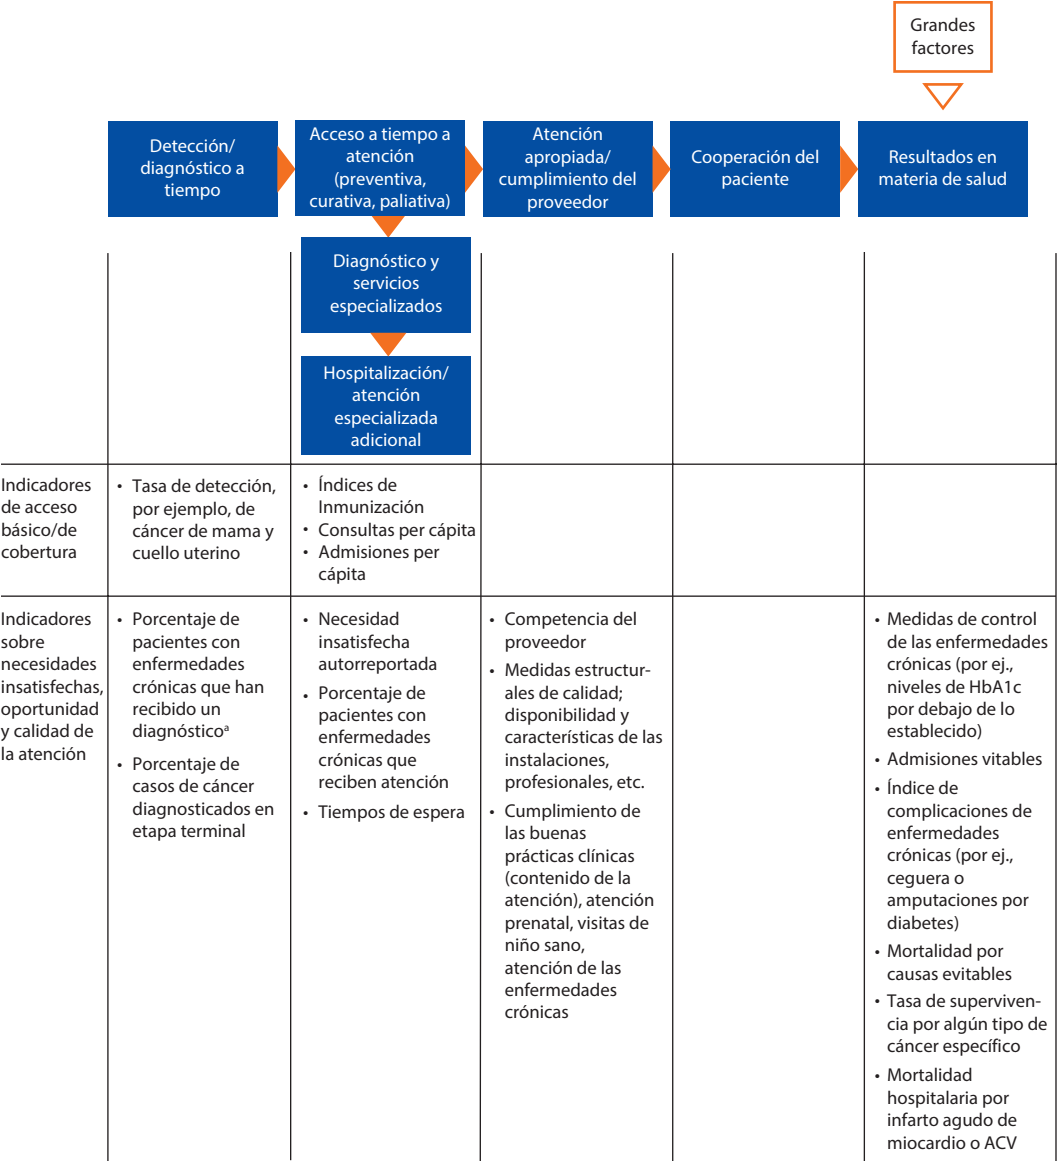 Grandes
factores
Detección/
diagnóstico a
tiempo
Acceso a tiempo a
atención
(preventiva,
curativa, paliativa)
Atención
apropiada/
cumplimiento del
proveedor
Cooperación del
paciente
Resultados en
materia de salud
Diagnóstico y
servicios
especializados
Hospitalización/
atención
especializada
adicional
Indicadores
de acceso
básico/de
cobertura
• Tasa de detección,
por ejemplo, de
cáncer de mama y
cuello uterino
• Índices de
Inmunización
• Consultas per cápita
• Admisiones per
cápita
Indicadores
sobre
necesidades
insatisfechas,
oportunidad
y calidad de
la atención
• Porcentaje de
pacientes con
enfermedades
crónicas que han
recibido un
diagnósticoᵃ
• Porcentaje de
casos de cáncer
diagnosticados en
etapa terminal
• Necesidad
insatisfecha
autorreportada
• Porcentaje de
pacientes con
enfermedades
crónicas que
reciben atención
• Tiempos de espera
• Competencia del
proveedor
• Medidas estructur-
ales de calidad;
disponibilidad y
características de las
instalaciones,
profesionales, etc.
• Cumplimiento de
las buenas
prácticas clínicas
(contenido de la
atención), atención
prenatal, visitas de
niño sano,
atención de las
enfermedades
crónicas
• Medidas de control
de las enfermedades
crónicas (por ej.,
niveles de HbA1c
por debajo de lo
establecido)
• Admisiones vitables
• Índice de
complicaciones de
enfermedades
crónicas (por ej.,
ceguera o
amputaciones por
diabetes)
• Mortalidad por
causas evitables
• Tasa de superviven-
cia por algún tipo de
cáncer específico
• Mortalidad
hospitalaria por
infarto agudo de
miocardio o ACV